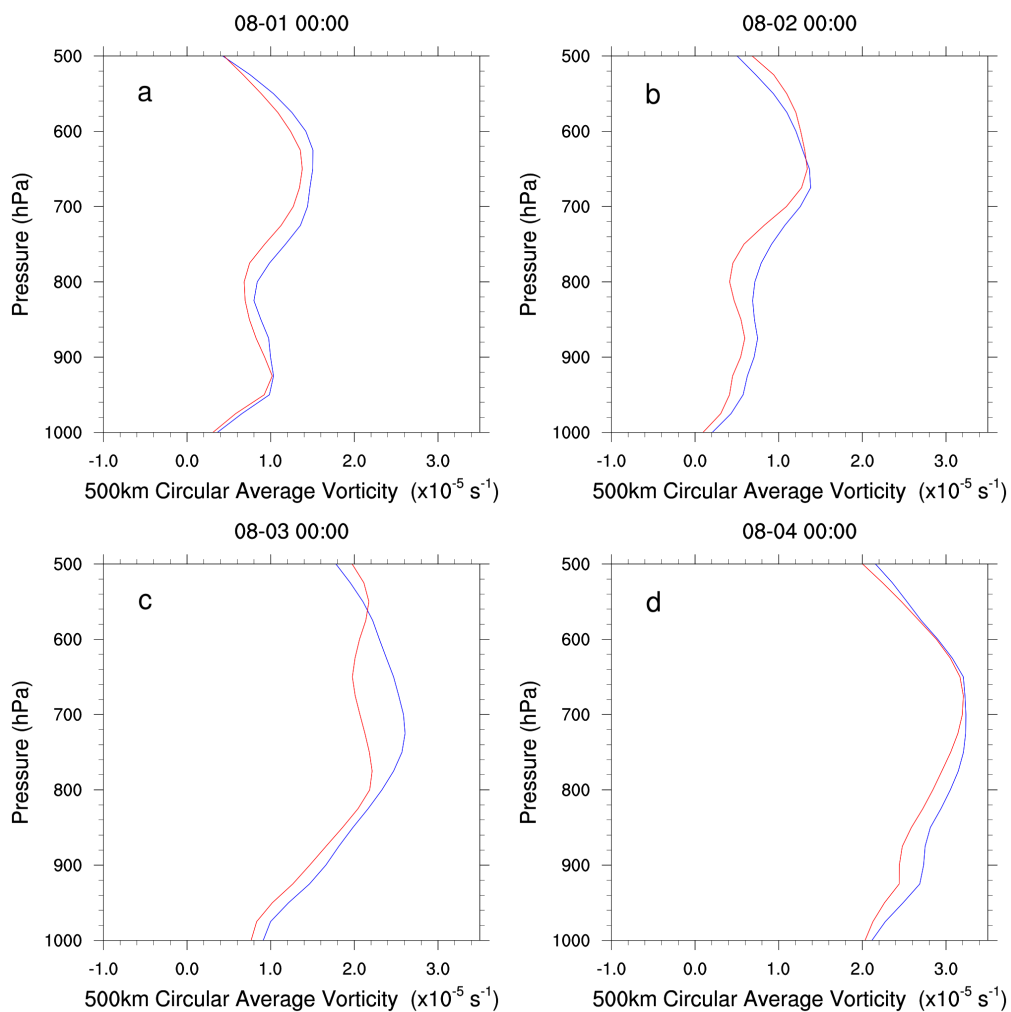 08-01 00:00
08-02 00:00
a
b
500
600
700
800
900
1000
Pressure (hPa)
-1.0 0.0 1.0 2.0 3.0
500km Circular Average Vorticity (x10⁻⁵ s⁻¹)
500
600
700
800
900
1000
Pressure (hPa)
-1.0 0.0 1.0 2.0 3.0
500km Circular Average Vorticity (x10⁻⁵ s⁻¹)
08-03 00:00
08-04 00:00
c
d
500
600
700
800
900
1000
Pressure (hPa)
-1.0 0.0 1.0 2.0 3.0
500km Circular Average Vorticity (x10⁻⁵ s⁻¹)
500
600
700
800
900
1000
Pressure (hPa)
-1.0 0.0 1.0 2.0 3.0
500km Circular Average Vorticity (x10⁻⁵ s⁻¹)